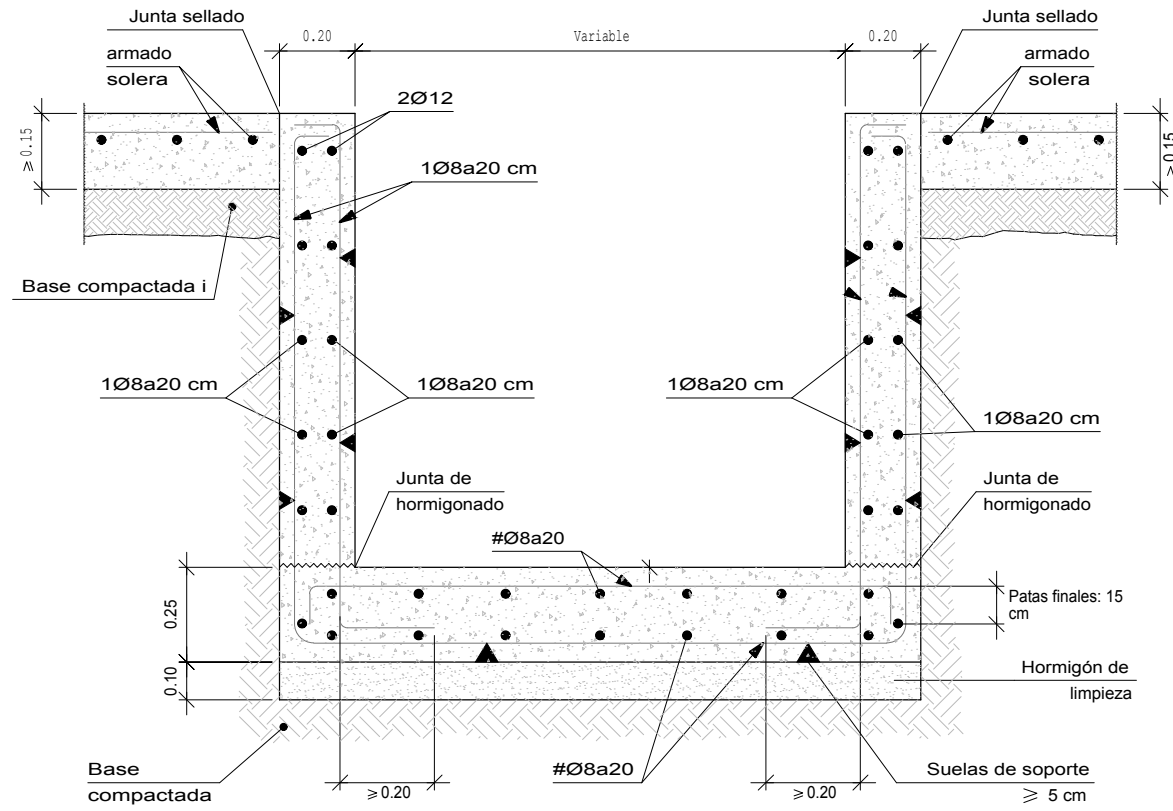 Junta sellado
Junta sellado
0.20
Variable
0.20
armado
solera
armado
solera
2Ø12
≥ 0.15
≥ 0.15
1Ø8a20 cm
Base compactada i
1Ø8a20 cm
1Ø8a20 cm
1Ø8a20 cm
1Ø8a20 cm
Junta de
hormigonado
Junta de
hormigonado
#Ø8a20
0.25
Patas finales: 15
cm
0.10
Hormigón de
limpieza
Base
compactada
≥ 0.20
#Ø8a20
≥ 0.20
Suelas de soporte
≥ 5 cm